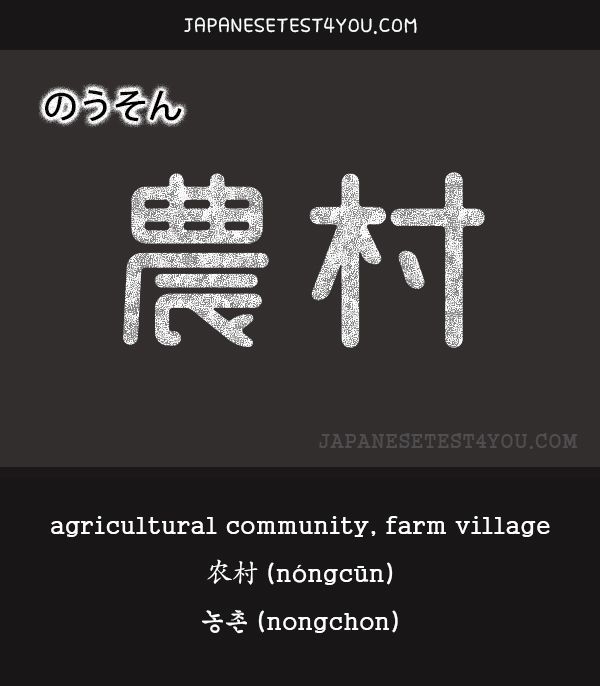 JAPANESETEST4YOU.COM
のうそん
農村
JAPANESETEST4YOU.COM
agricultural community, farm village
农村 (nóngcūn)
농촌 (nongchon)